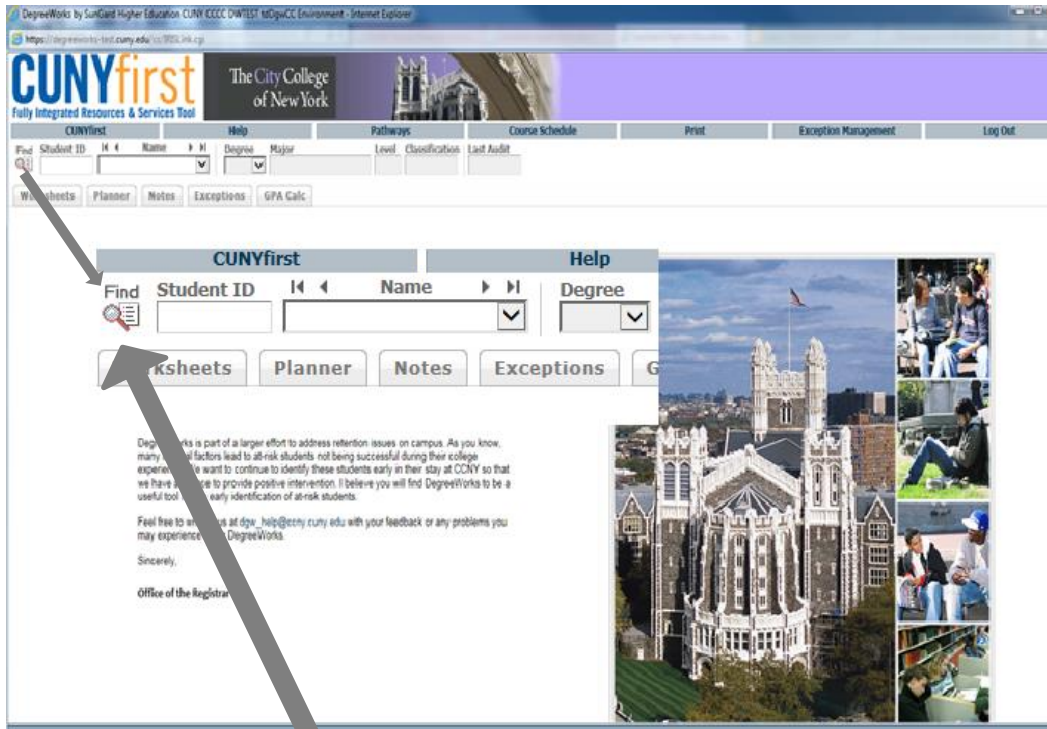 DegreeWorks by SunGard Higher Education CUNY (CCCC DWTEST tdDgwCC Environment - Internet Explorer
https://degreeworks-test.cuny.edu/cc/IRISLink.cgi
CUNYfirst
Fully Integrated Resources & Services Tool
The City College
of New York
CUNYfirst Help Pathways Course Schedule Print Exception Management Log Out
Find Student ID Name Degree Major Level Classification Last Audit
Worksheets Planner Notes Exceptions GPA Calc
CUNYfirst Help
Find Student ID Name Degree
ksheets Planner Notes Exceptions G
Degre rks is part of a larger effort to address retention issues on campus. As you know,
many l factors lead to at-risk students not being successful during their college
experien e want to continue to identify these students early in their stay at CCNY so that
we have a ce to provide positive intervention. I believe you will find DegreeWorks to be a
useful tool early identification of at-risk students.
Feel free to w us at dgw_help@ccny.cuny.edu with your feedback or any problems you
may experience DegreeWorks.
Sincerely,
Office of the Registrar